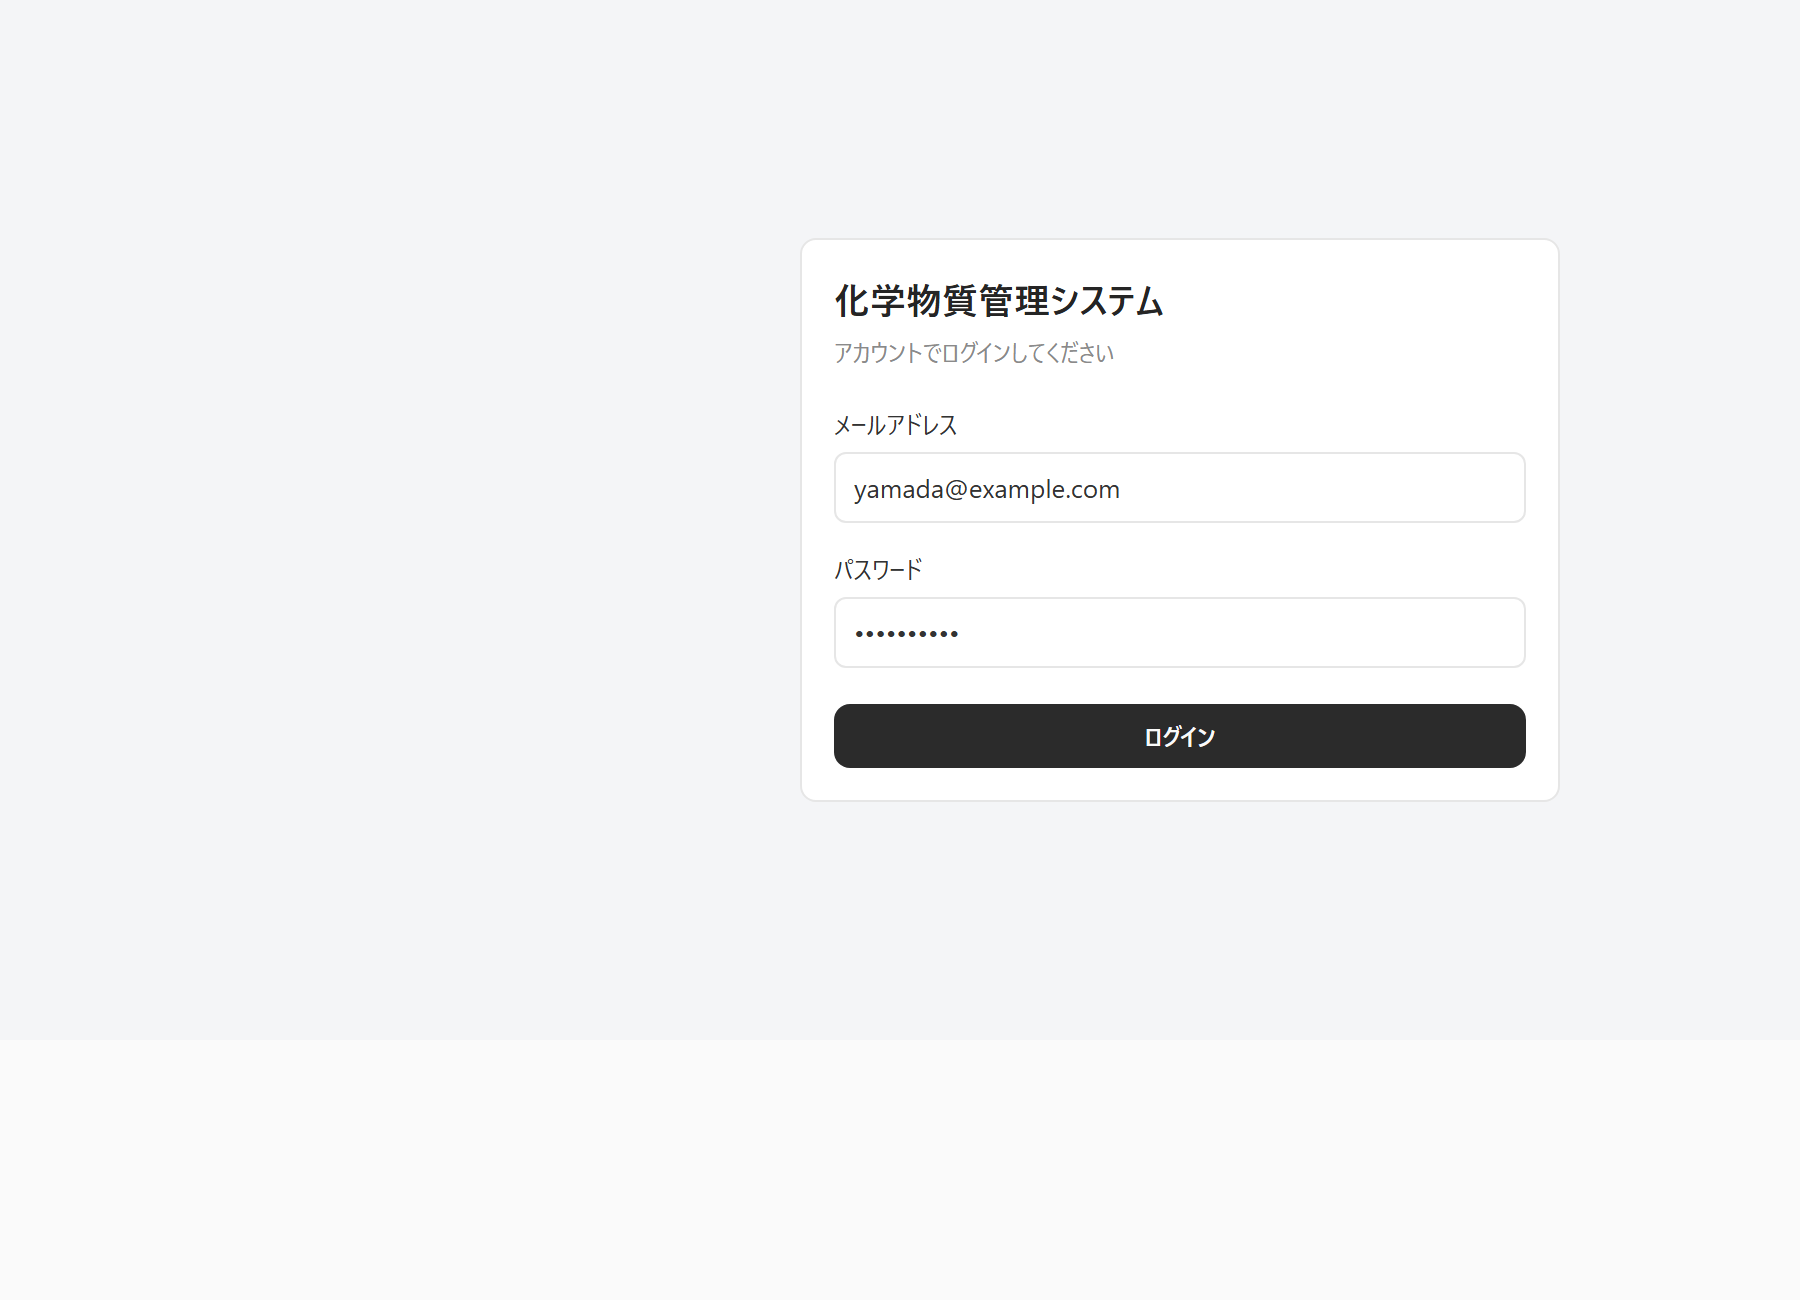 化学物質管理システム
アカウントでログインしてください
メールアドレス
yamada@example.com
パスワード
••••••••••
ログイン